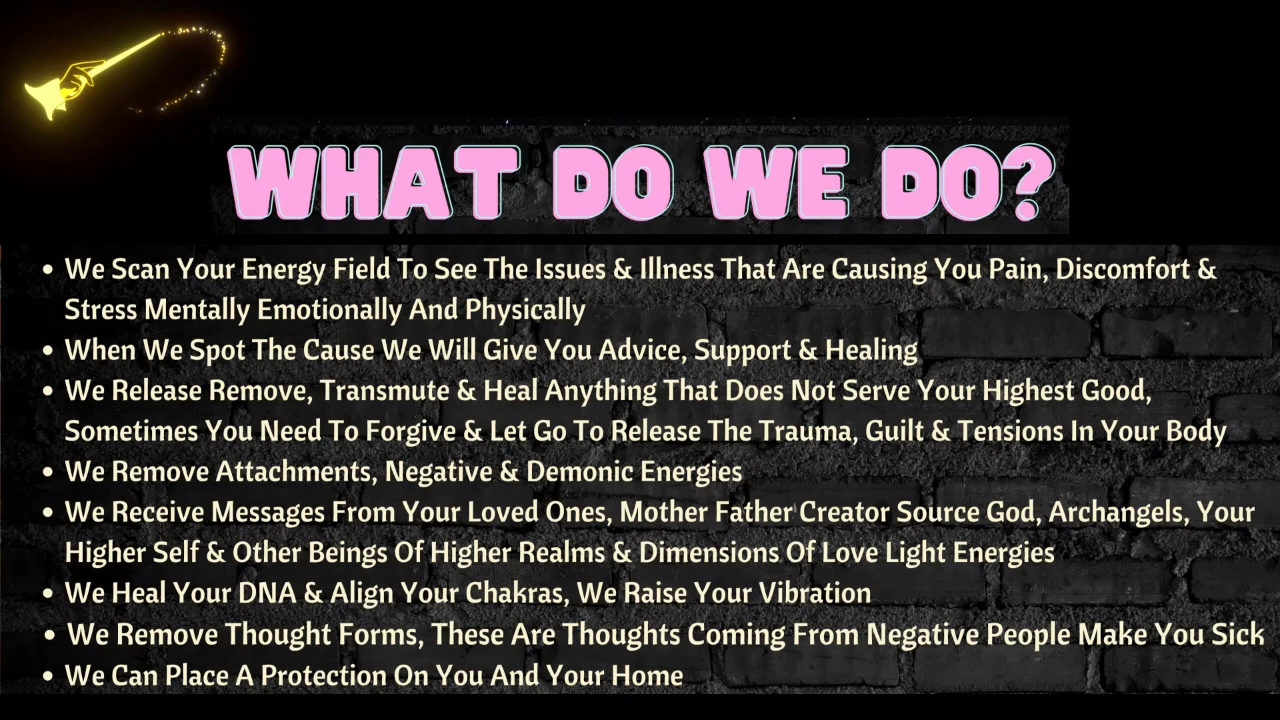 WHAT DO WE DO?
• We Scan Your Energy Field To See The Issues & Illness That Are Causing You Pain, Discomfort &
Stress Mentally Emotionally And Physically
• When We Spot The Cause We Will Give You Advice, Support & Healing
• We Release Remove, Transmute & Heal Anything That Does Not Serve Your Highest Good,
Sometimes You Need To Forgive & Let Go To Release The Trauma, Guilt & Tensions In Your Body
• We Remove Attachments, Negative & Demonic Energies
• We Receive Messages From Your Loved Ones, Mother Father Creator Source God, Archangels, Your
Higher Self & Other Beings Of Higher Realms & Dimensions Of Love Light Energies
• We Heal Your DNA & Align Your Chakras, We Raise Your Vibration
• We Remove Thought Forms, These Are Thoughts Coming From Negative People Make You Sick
• We Can Place A Protection On You And Your Home